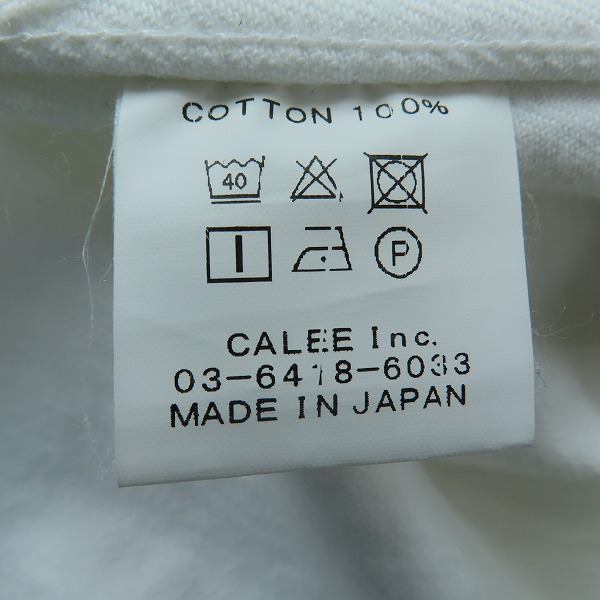 COTTON 100%
40
P
CALEE Inc.
03-6418-6033
MADE IN JAPAN